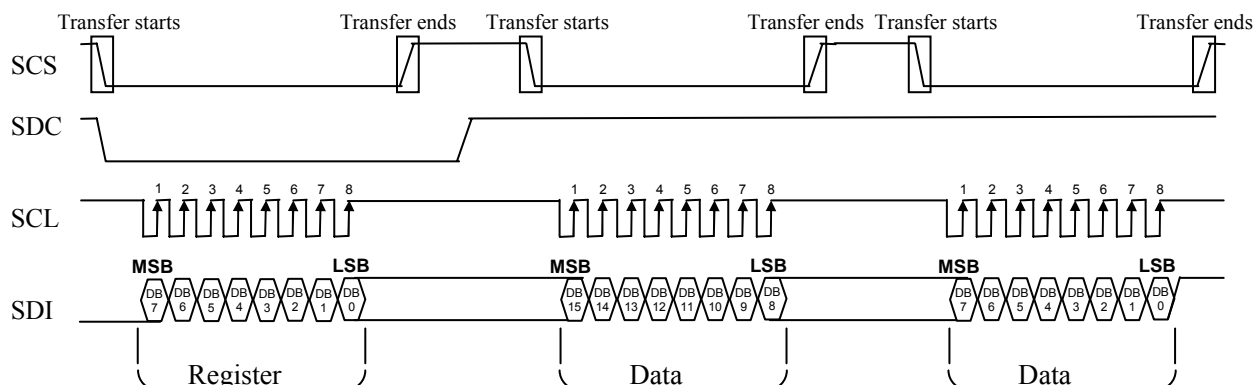 Transfer starts Transfer ends Transfer starts Transfer ends Transfer starts Transfer ends
SCS
SDC
1 2 3 4 5 6 7 8 1 2 3 4 5 6 7 8 1 2 3 4 5 6 7 8
SCL
MSB LSB MSB LSB MSB LSB
SDI
DB 7 DB 6 DB 5 DB 4 DB 3 DB 2 DB 1 DB 0 DB 15 DB 14 DB 13 DB 12 DB 11 DB 10 DB 9 DB 8 DB 7 DB 6 DB 5 DB 4 DB 3 DB 2 DB 1 DB 0
Register Data Data